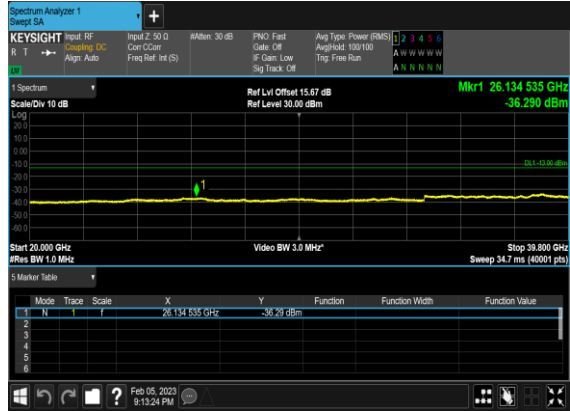 Spectrum Analyzer 1
Swept SA
+
KEYSIGHT
R T
LV
Input: RF
Coupling: DC
Align: Auto
Input Z: 50 Ω
Corr CCorr
Freq Ref: Int (S)
#Atten: 30 dB
PNO: Fast
Gate: Off
IF Gain: Low
Sig Track: Off
Avg Type: Power (RMS)
Avg|Hold: 100/100
Trig: Free Run
1 2 3 4 5 6
A W W W W W
A N N N N N
1 Spectrum
Scale/Div 10 dB
Ref Lvl Offset 15.67 dB
Ref Level 30.00 dBm
Mkr1 26.134 535 GHz
-36.290 dBm
Log
20.0
10.0
0.00
-10.0
-20.0
-30.0
-40.0
-50.0
-60.0
DL1 -13.00 dBm
1
Start 20.000 GHz
#Res BW 1.0 MHz
Video BW 3.0 MHz*
Stop 39.800 GHz
Sweep 34.7 ms (40001 pts)
5 Marker Table
Mode Trace Scale X Y Function Function Width Function Value
1 N 1 f 26.134 535 GHz -36.29 dBm
2
3
4
5
6
?
Feb 05, 2023
9:13:24 PM